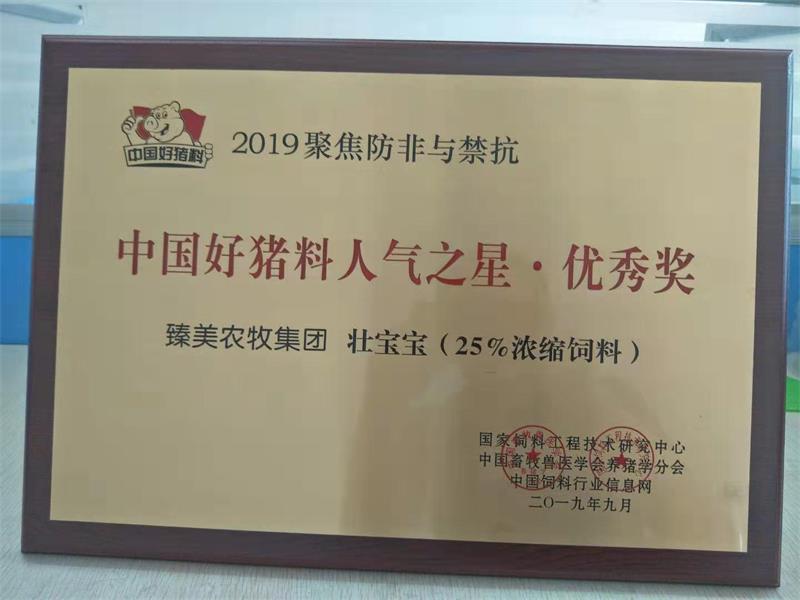 中国好猪料
2019聚焦防非与禁抗
中国好猪料人气之星·优秀奖
臻美农牧集团 壮宝宝（25%浓缩饲料）
国家饲料工程技术研究中心
中国畜牧兽医学会养猪学分会
中国饲料行业信息网
二〇一九年九月